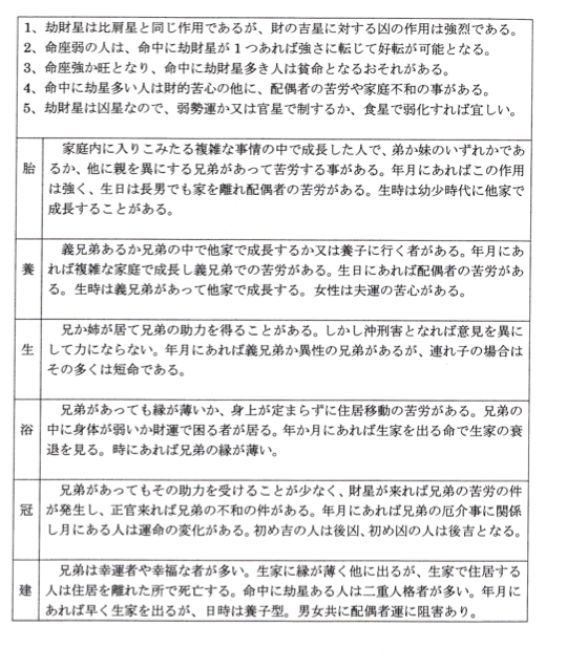 1、劫財星は比肩星と同じ作用であるが、財の吉星に対する凶の作用は強烈である。
2、命座弱の人は、命中に劫財星が1つあれば強さに転じて好転が可能となる。
3、命座強か旺となり、命中に劫財星多き人は貧命となるおそれがある。
4、命中に劫星多い人は財的苦心の他に、配偶者の苦労や家庭不和の事がある。
5、劫財星は凶星なので、弱勢運か又は官星で制するか、食星で弱化すれば宜しい。
胎
家庭内に入りこみたる複雑な事情の中で成長した人で、弟か妹のいずれかであ
るか、他に親を異にする兄弟があって苦労する事がある。年月にあればこの作用
は強く、生日は長男でも家を離れ配偶者の苦労がある。生時は幼少時代に他家で
成長することがある。
養
義兄弟あるか兄弟の中で他家で成長するか又は養子に行く者がある。年月にあ
れば複雑な家庭で成長し義兄弟での苦労がある。生日にあれば配偶者の苦労があ
る。生時は義兄弟があって他家で成長する。女性は夫運の苦心がある。
生
兄か姉が居て兄弟の助力を得ることがある。しかし沖刑害となれば意見を異に
して力にならない。年月にあれば義兄弟か異性の兄弟があるが、連れ子の場合は
その多くは短命である。
浴
兄弟があっても縁が薄いか、身上が定まらずに住居移動の苦労がある。兄弟の
中に身体が弱いか財運で困る者が居る。年か月にあれば生家を出る命で生家の衰
退を見る。時にあれば兄弟の縁が薄い。
冠
兄弟があってもその助力を受けることが少なく、財星が来れば兄弟の苦労の件
が発生し、正官来れば兄弟の不和の件がある。年月にあれば兄弟の厄介事に関係
し月にある人は運命の変化がある。初め吉の人は後凶、初め凶の人は後吉となる。
建
兄弟は幸運者や幸福な者が多い。生家に縁が薄く他に出るが、生家で住居する
人は住居を離れた所で死亡する。命中に劫星ある人は二重人格者が多い。年月に
あれば早く生家を出るが、日時は養子型。男女共に配偶者運に阻害あり。